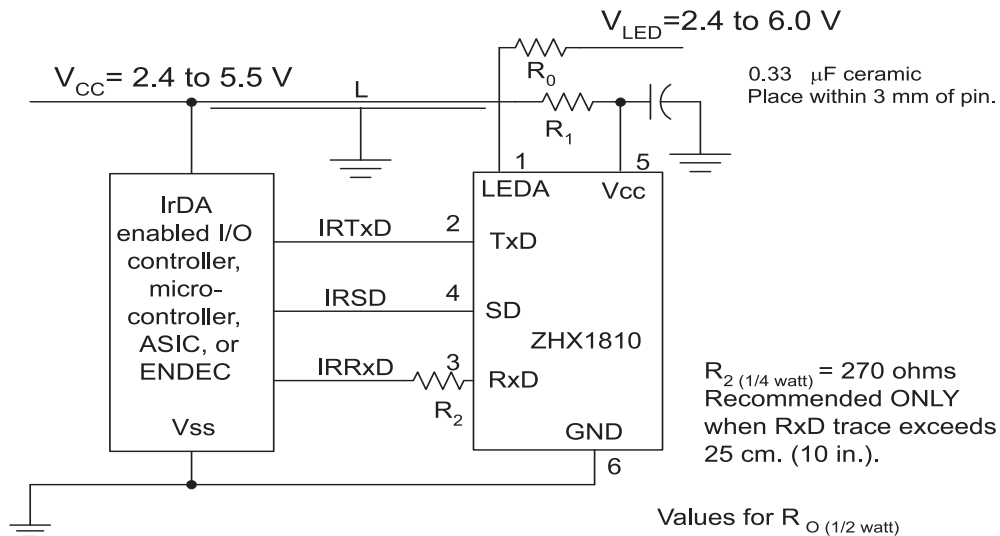 V_LED=2.4 to 6.0 V
R_0
V_CC= 2.4 to 5.5 V
0.33 μF ceramic
Place within 3 mm of pin.
L
R_1
1
5
LEDA
Vcc
IrDA
enabled I/O
controller,
micro-
controller,
ASIC, or
ENDEC
Vss
IRTxD
2
TxD
IRSD
4
SD
ZHX1810
IRRxD
3
RxD
R_2
GND
6
R_2 (1/4 watt) = 270 ohms
Recommended ONLY
when RxD trace exceeds
25 cm. (10 in.).
Values for R_O (1/2 watt)